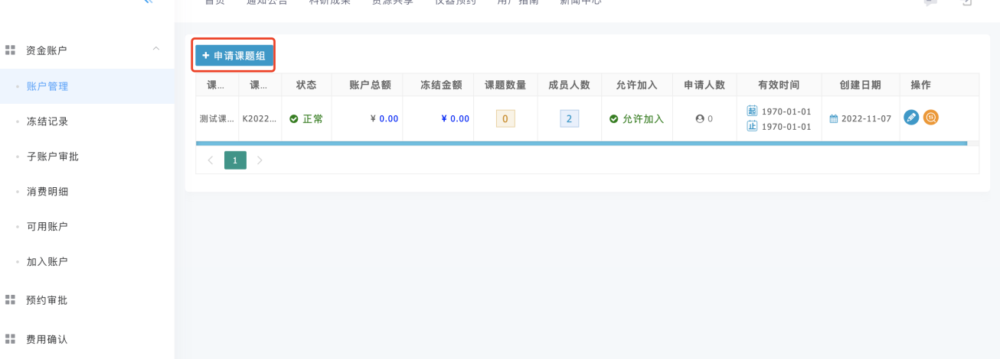 首页 通知公告 科研成果 资源共享 仪器预约 用户指南 新闻中心
资金账户
账户管理
冻结记录
子账户审批
消费明细
可用账户
加入账户
预约审批
费用确认
+ 申请课题组
课... 课... 状态 账户总额 冻结金额 课题数量 成员人数 允许加入 申请人数 有效时间 创建日期 操作
测试课... K2022... 正常 ¥ 0.00 ¥ 0.00 0 2 允许加入 0 起 1970-01-01 2022-11-07
止 1970-01-01
< 1 >